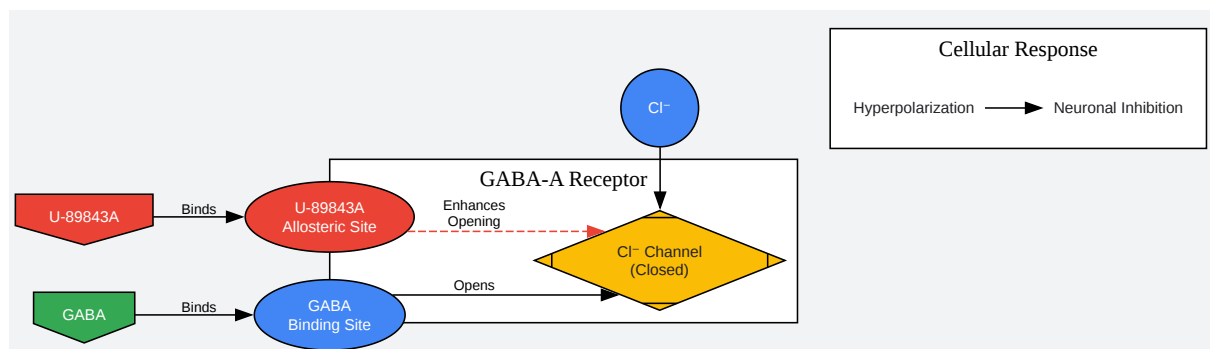 Cellular Response
Hyperpolarization
Neuronal Inhibition
Cl⁻
GABA-A Receptor
U-89843A
Binds
U-89843A
Allosteric Site
Enhances
Opening
Cl⁻ Channel
(Closed)
GABA
Binds
GABA
Binding Site
Opens